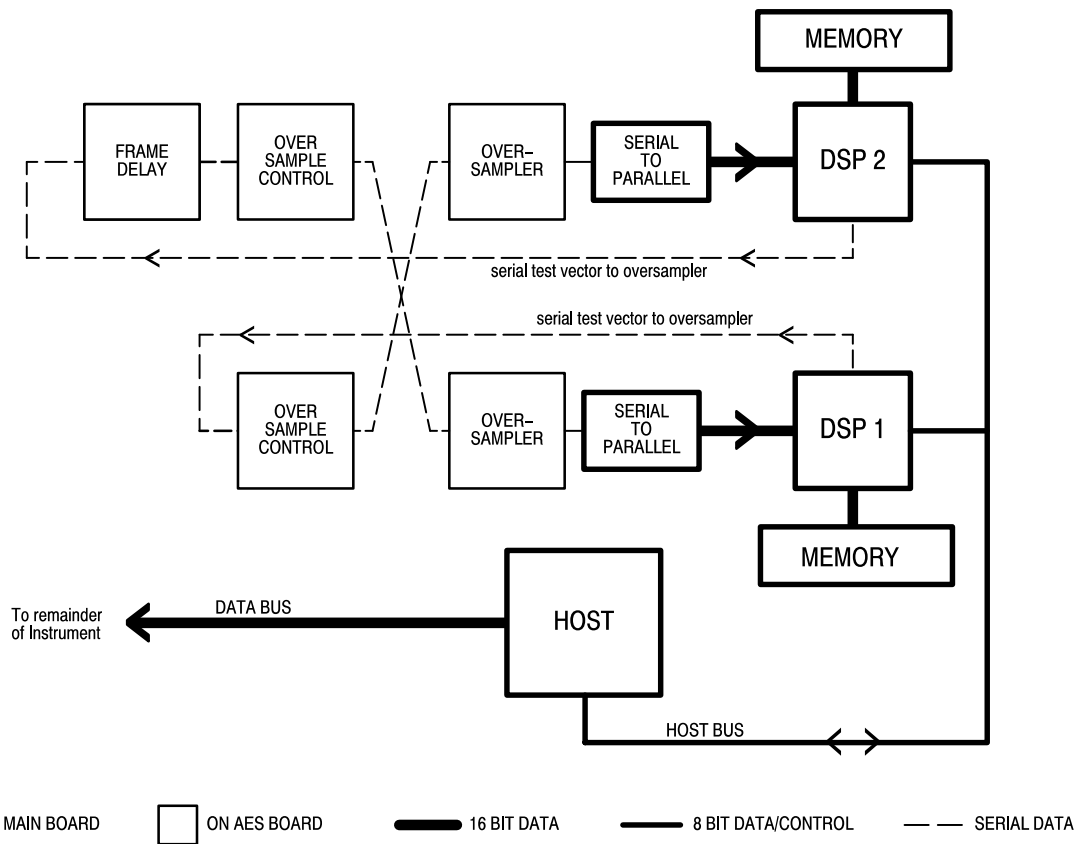 MEMORY
FRAME
DELAY
OVER
SAMPLE
CONTROL
OVER-
SAMPLER
SERIAL
TO
PARALLEL
DSP 2
serial test vector to oversampler
serial test vector to oversampler
OVER
SAMPLE
CONTROL
OVER-
SAMPLER
SERIAL
TO
PARALLEL
DSP 1
MEMORY
To remainder
of Instrument
DATA BUS
HOST
HOST BUS
MAIN BOARD
ON AES BOARD
16 BIT DATA
8 BIT DATA/CONTROL
SERIAL DATA